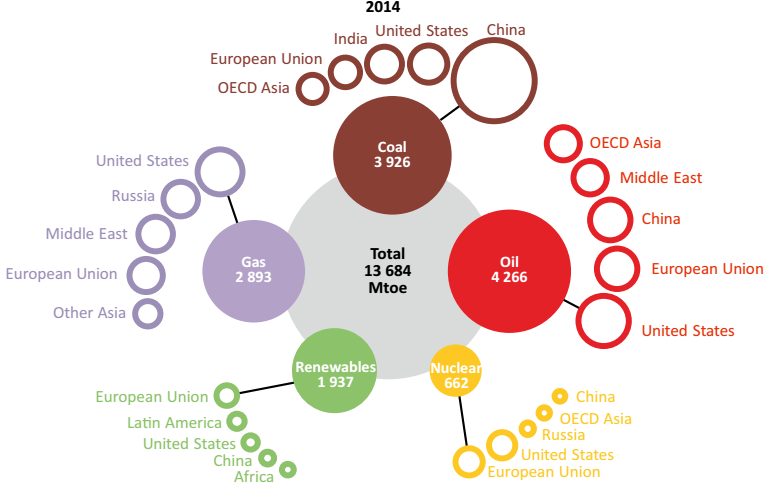 2014
China
United States
India
European Union
OECD Asia
Coal
3 926
OECD Asia
Middle East
China
European Union
United States
Oil
4 266
United States
Russia
Middle East
European Union
Other Asia
Gas
2 893
Total
13 684
Mtoe
Renewables
1 937
Nuclear
662
European Union
Latin America
United States
China
Africa
China
OECD Asia
Russia
United States
European Union